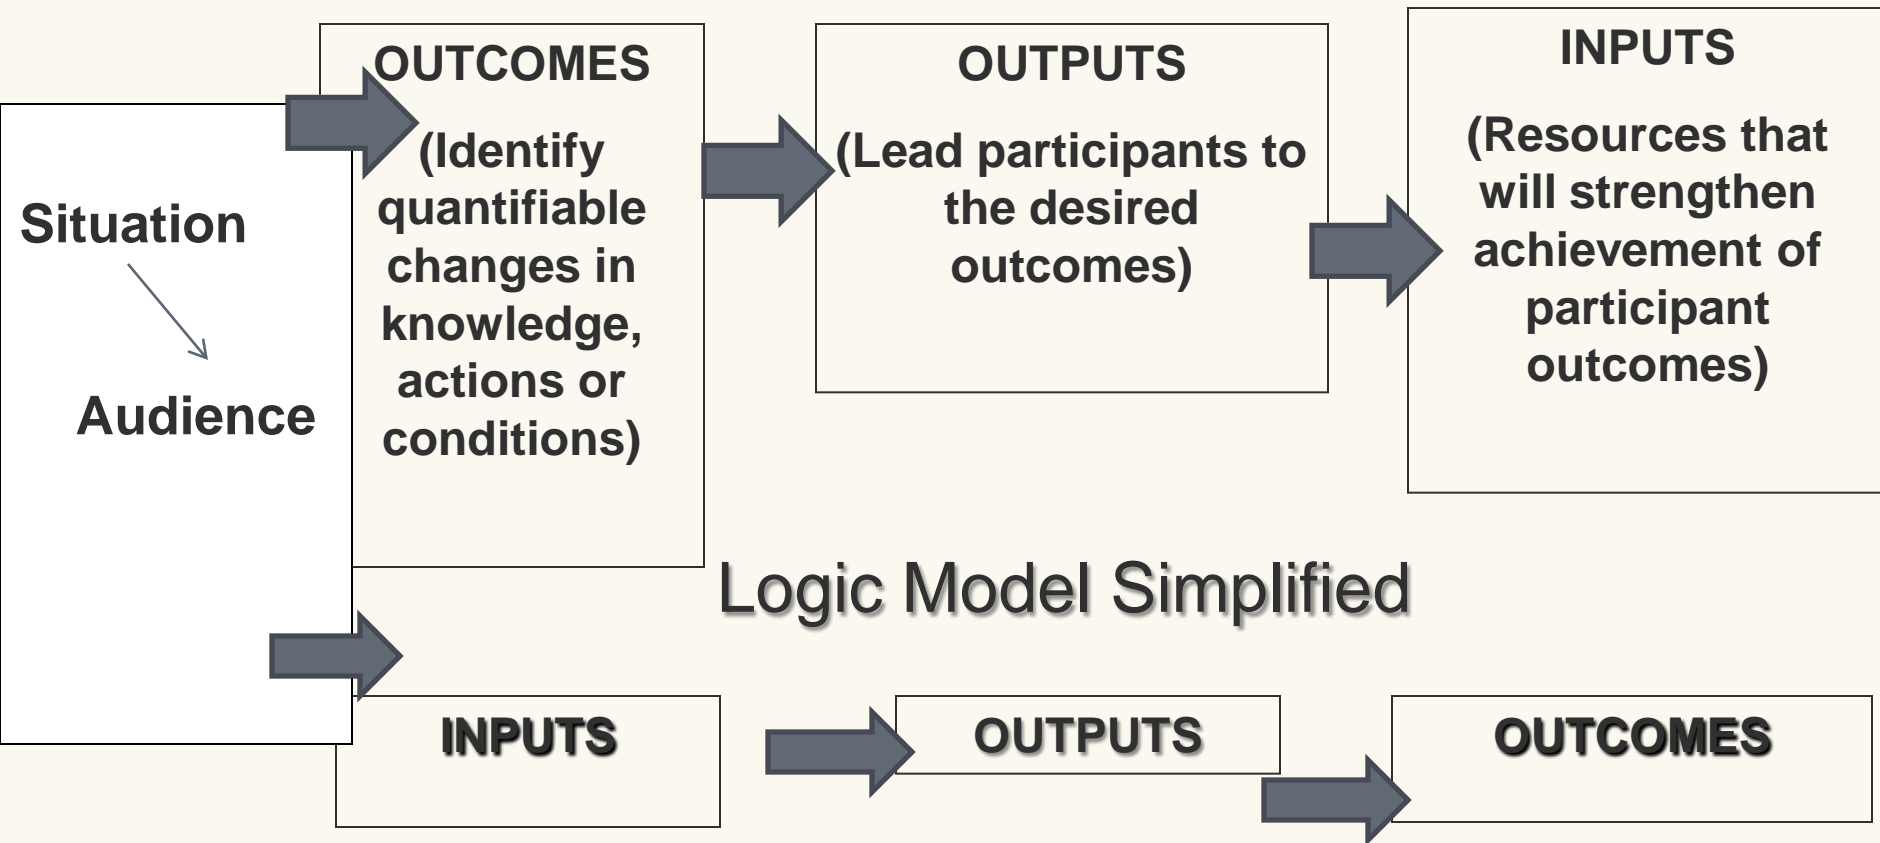 Situation
Audience
OUTCOMES
(Identify
quantifiable
changes in
knowledge,
actions or
conditions)
OUTPUTS
(Lead participants to
the desired
outcomes)
INPUTS
(Resources that
will strengthen
achievement of
participant
outcomes)
Logic Model Simplified
INPUTS
OUTPUTS
OUTCOMES